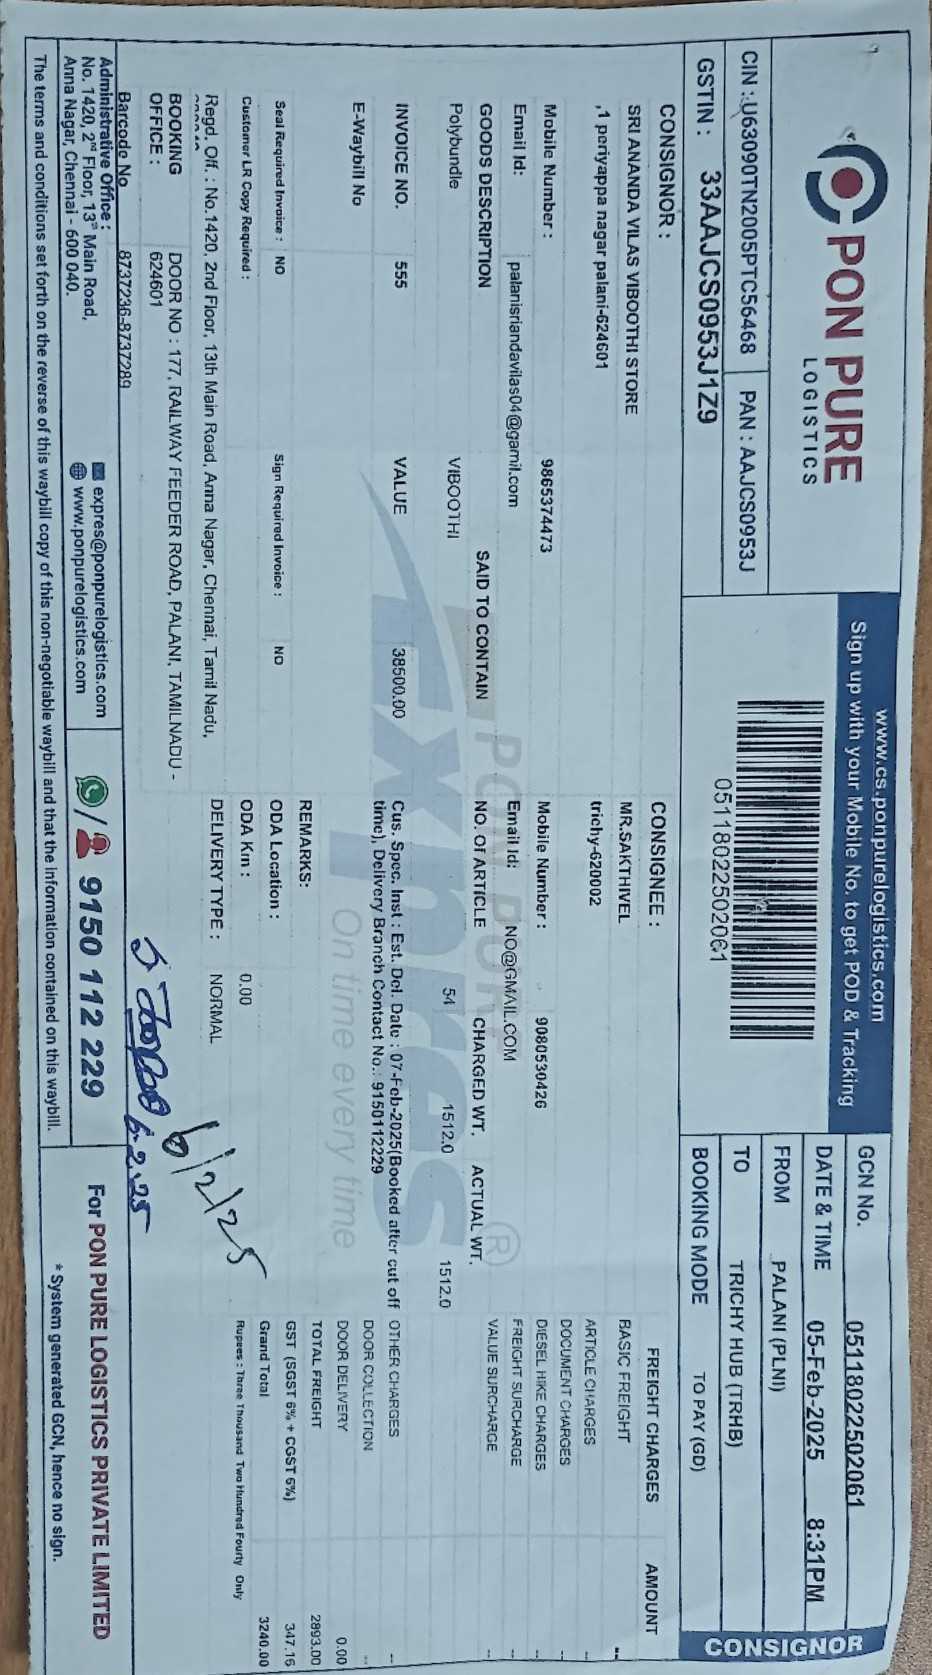 PON PURE
LOGISTICS
CIN : U63090TN2005PTC56468 PAN : AAJCS0953J
GSTIN : 33AAJCS0953J1Z9
www.cs.ponpurelogistics.com
Sign up with your Mobile No. to get POD & Tracking
05118022502061
GCN No. 0511802250206​1
DATE & TIME 05-Feb-2025 8:31PM
FROM PALANI (PLNI)
TO TRICHY HUB (TRHB)
BOOKING MODE TO PAY (GD)
CONSIGNOR
CONSIGNOR :
SRI ANANDA VILAS VIBOOTHI STORE
,1 periyappa nagar palani-624601
Mobile Number : 9865374473
Email Id: palanisriandavilas04@gamil.com
CONSIGNEE :
MR.SAKTHIVEL
trichy-620002
Mobile Number : 9080530426
Email Id: NO@GMAIL.COM
GOODS DESCRIPTION SAID TO CONTAIN NO. OF ARTICLE CHARGED WT. ACTUAL WT.
Polybundle VIBOOTHI 54 1512.0 1512.0
INVOICE NO. 555 VALUE 38500.00
E-Waybill No
Cus. Spec. Inst : Est. Del. Date : 07-Feb-2025(Booked after cut off
time), Delivery Branch Contact No.: 9150112229
Seal Required Invoice : NO Sign Required Invoice : NO
Customer LR Copy Required :
REMARKS:
ODA Location :
ODA Km : 0.00
DELIVERY TYPE : NORMAL
FREIGHT CHARGES AMOUNT
BASIC FREIGHT --
ARTICLE CHARGES --
DOCUMENT CHARGES
DIESEL HIKE CHARGES --
FREIGHT SURCHARGE --
VALUE SURCHARGE --
OTHER CHARGES --
DOOR COLLECTION --
DOOR DELIVERY 0.00
TOTAL FREIGHT 2893.00
GST (SGST 6% + CGST 6%) 347.16
Grand Total 3240.00
Rupees : Three Thousand Two Hundred Fourty Only
Regd. Off. : No.1420, 2nd Floor, 13th Main Road, Anna Nagar, Chennai, Tamil Nadu,
BOOKING OFFICE : DOOR NO : 177, RAILWAY FEEDER ROAD, PALANI, TAMILNADU -
624601
Barcode No 8737236-8737289
PON PURE
Expres
®
On time every time
6/2/25
6.2.25
Administrative Office :
No. 1420, 2nd Floor, 13th Main Road,
Anna Nagar, Chennai - 600 040.
expres@ponpurelogistics.com
www.ponpurelogistics.com
/ 9150 112 229
For PON PURE LOGISTICS PRIVATE LIMITED
* System generated GCN, hence no sign.
The terms and conditions set forth on the reverse of this waybill copy of this non-negotiable waybill and that the information contained on this waybill.